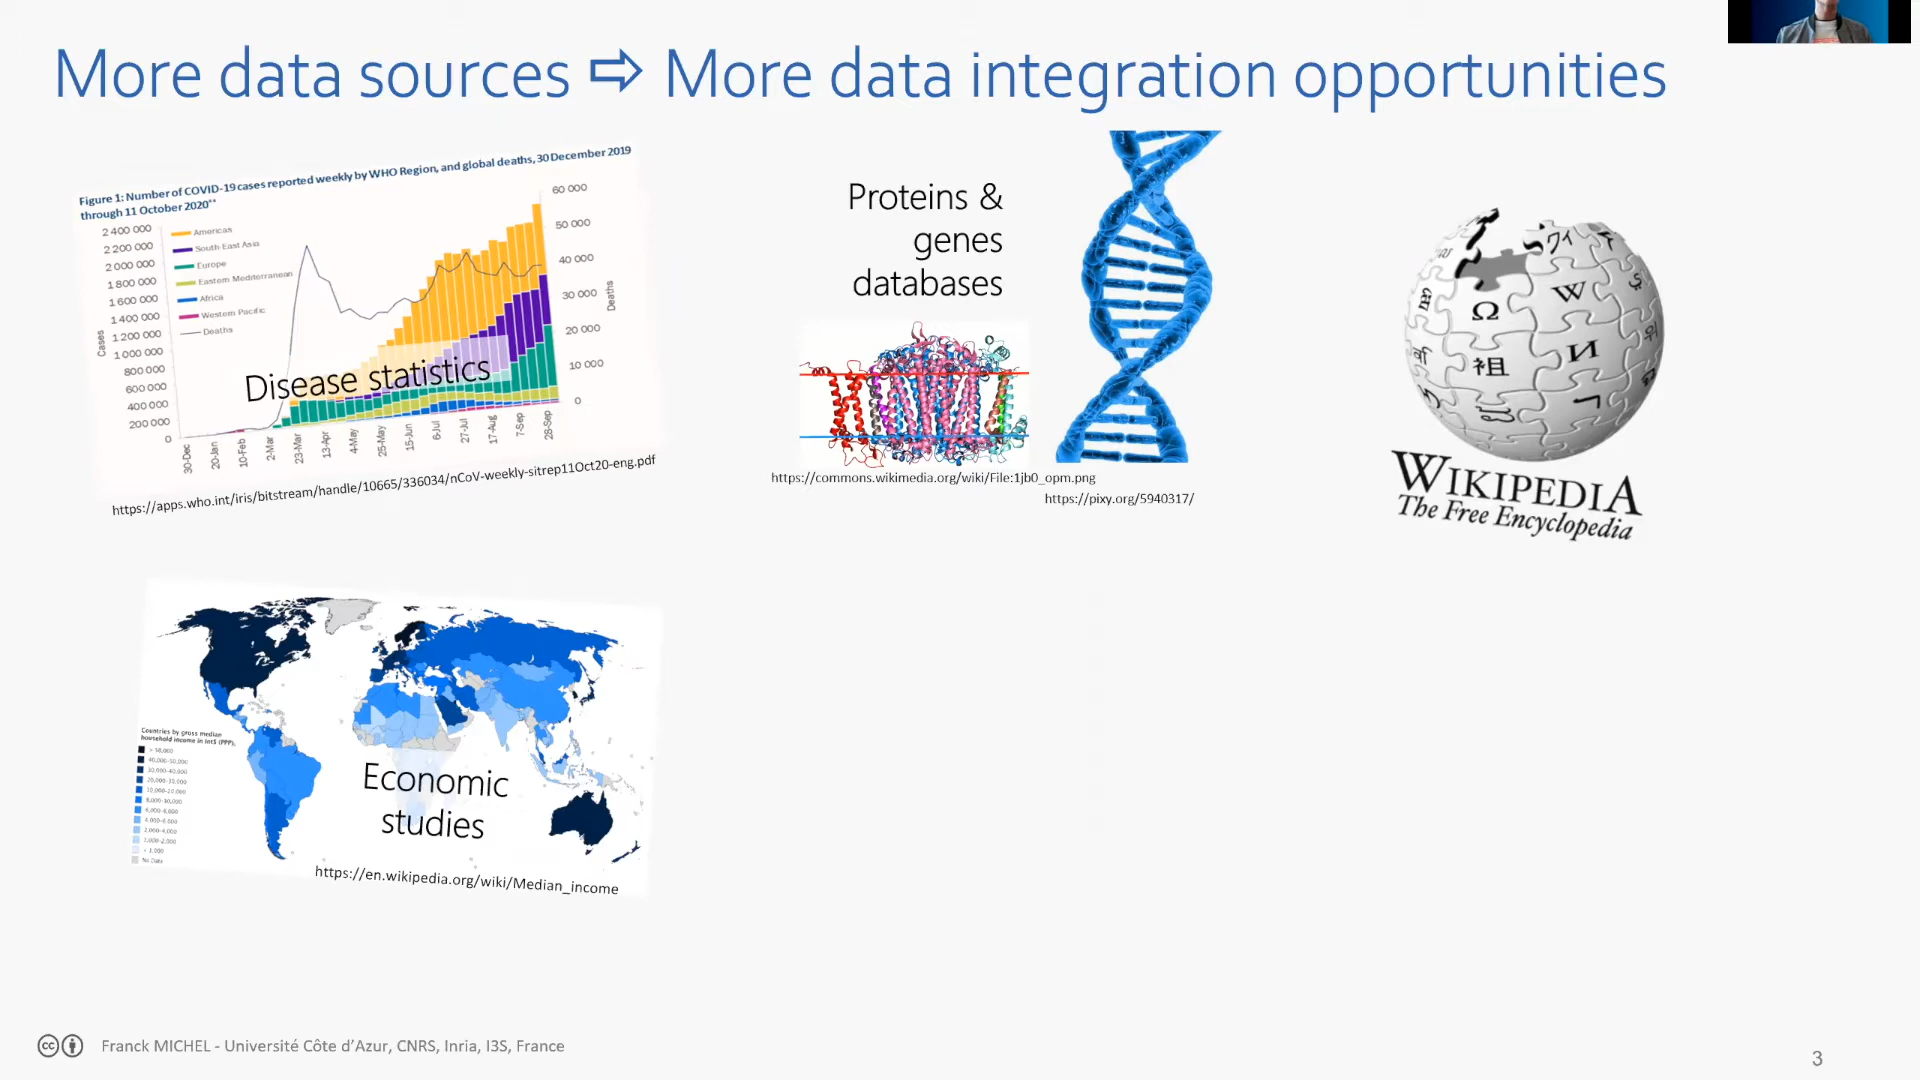 More data sources ⇨ More data integration opportunities
Figure 1: Number of COVID-19 cases reported weekly by WHO Region, and global deaths, 30 December 2019
through 11 October 2020**
2 400 000
2 200 000
2 000 000
1 800 000
1 600 000
1 400 000
1 200 000
1 000 000
800 000
600 000
400 000
200 000
0
Cases
Americas
South-East Asia
Europe
Eastern Mediterranean
Africa
Western Pacific
Deaths
60 000
50 000
40 000
30 000
20 000
10 000
0
Deaths
30-Dec
20-Jan
10-Feb
2-Mar
23-Mar
13-Apr
4-May
25-May
15-Jun
6-Jul
27-Jul
17-Aug
7-Sep
28-Sep
Disease statistics
https://apps.who.int/iris/bitstream/handle/10665/336034/nCoV-weekly-sitrep11Oct20-eng.pdf
Proteins &
genes
databases
https://commons.wikimedia.org/wiki/File:1jb0_opm.png
https://pixy.org/5940317/
Ω
W
祖
И
WIKIPEDIA
The Free Encyclopedia
Countries by gross median
household income in Int$ (PPP).
> 50,000
40,000-50,000
30,000-40,000
20,000-30,000
10,000-20,000
8,000-10,000
6,000-8,000
4,000-6,000
2,000-4,000
1,000-2,000
< 1,000
No Data
Economic
studies
https://en.wikipedia.org/wiki/Median_income
cc
Franck MICHEL - Université Côte d’Azur, CNRS, Inria, I3S, France
3